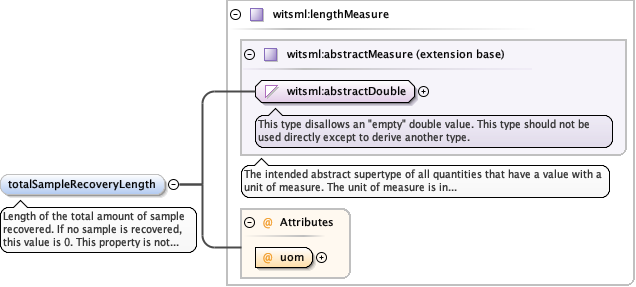 witsml:lengthMeasure
witsml:abstractMeasure (extension base)
witsml:abstractDouble
This type disallows an "empty" double value. This type should not be
used directly except to derive another type.
The intended abstract supertype of all quantities that have a value with a
unit of measure. The unit of measure is in...
totalSampleRecoveryLength
Length of the total amount of sample
recovered. If no sample is recovered,
this value is 0. This property is not...
@ Attributes
@ uom